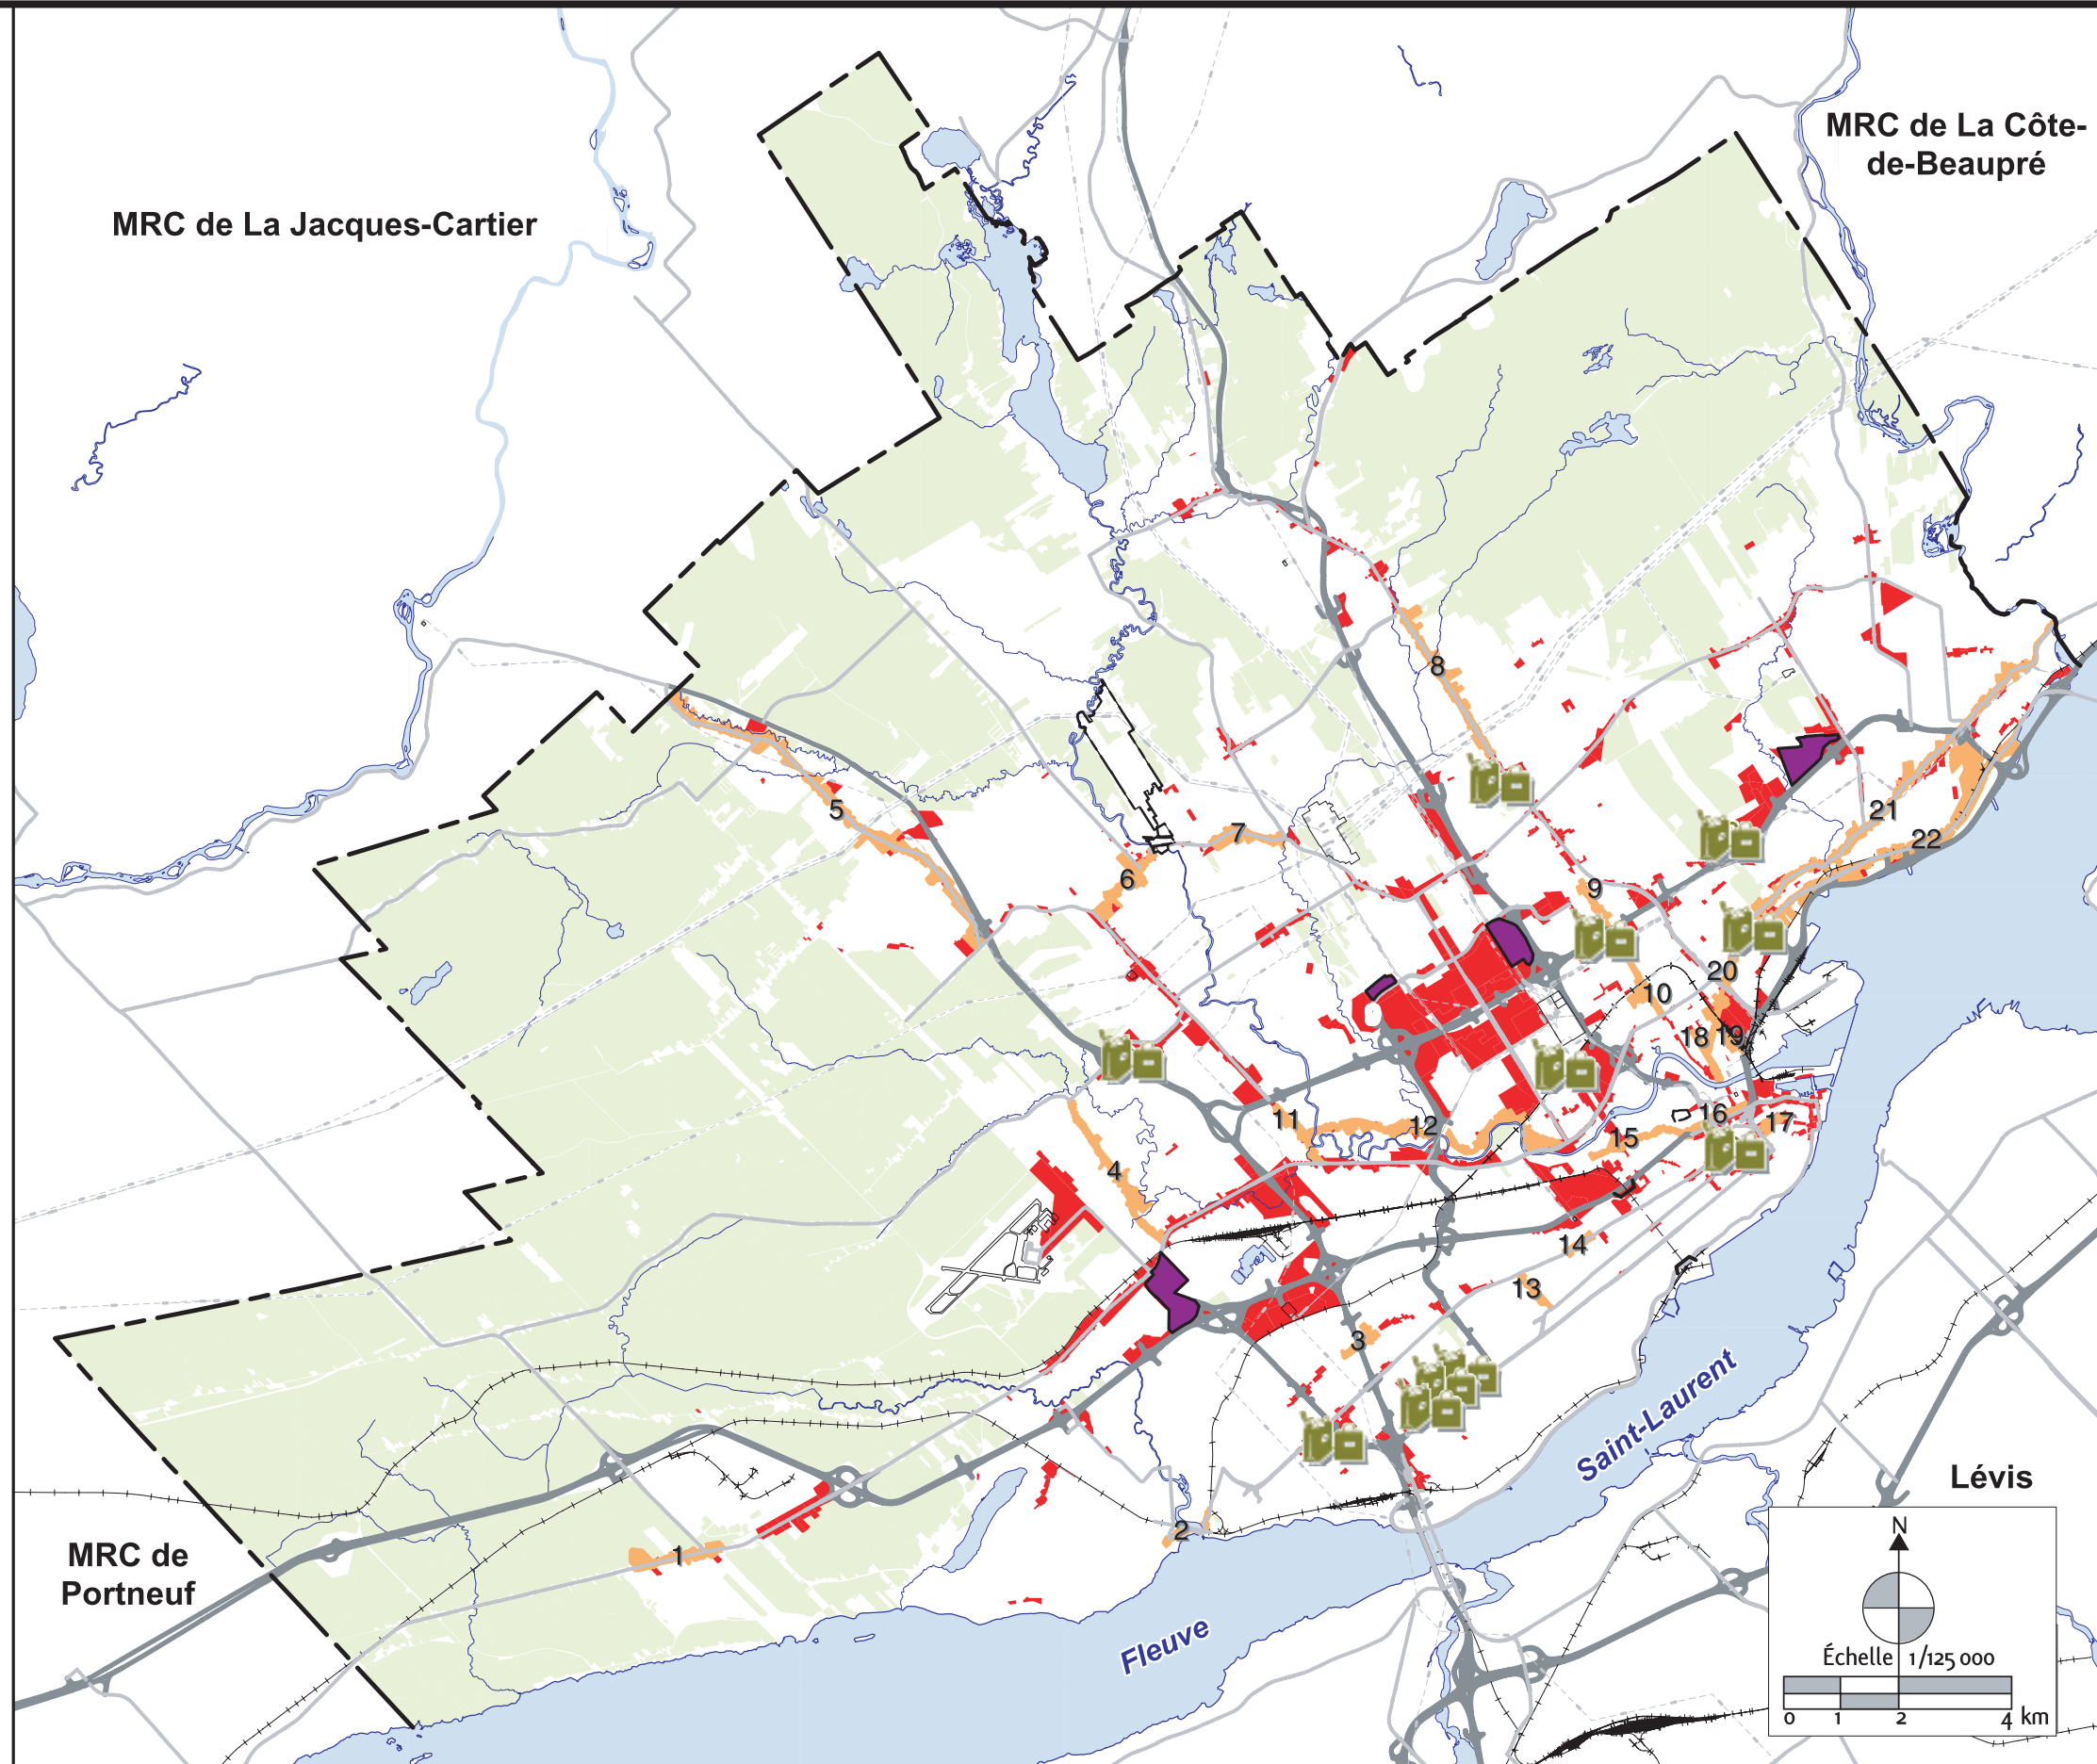 MRC de La Côte-
de-Beaupré
MRC de La Jacques-Cartier
8
5
7
6
21
22
9
20
10
18
19
11
12
16
17
15
4
14
13
3
Saint-Laurent
Lévis
2
1
MRC de
Portneuf
Fleuve
N
Échelle 1/125 000
0 1 2 4 km